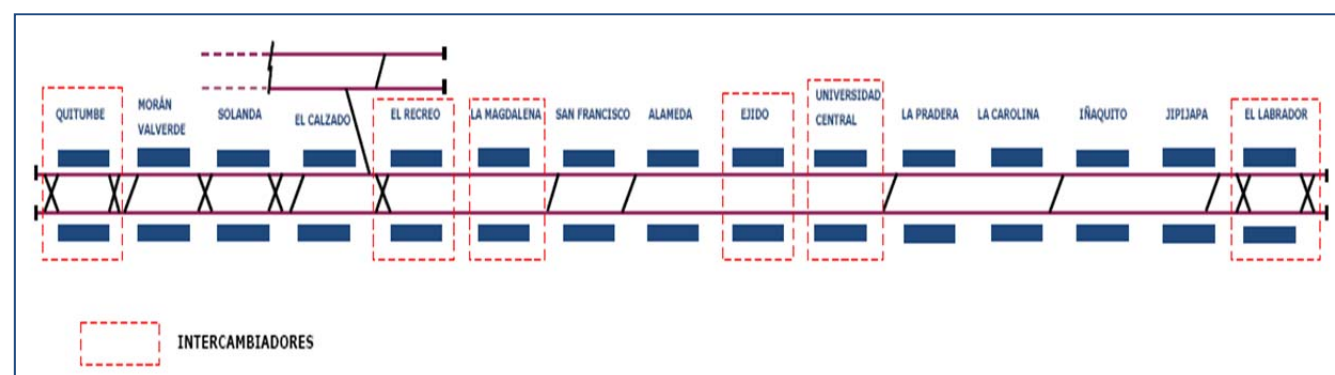 QUITUMBE
MORÁN
VALVERDE
SOLANDA
EL CALZADO
EL RECREO
LA MAGDALENA
SAN FRANCISCO
ALAMEDA
EJIDO
UNIVERSIDAD
CENTRAL
LA PRADERA
LA CAROLINA
IÑAQUITO
JIPIJAPA
EL LABRADOR
INTERCAMBIADORES